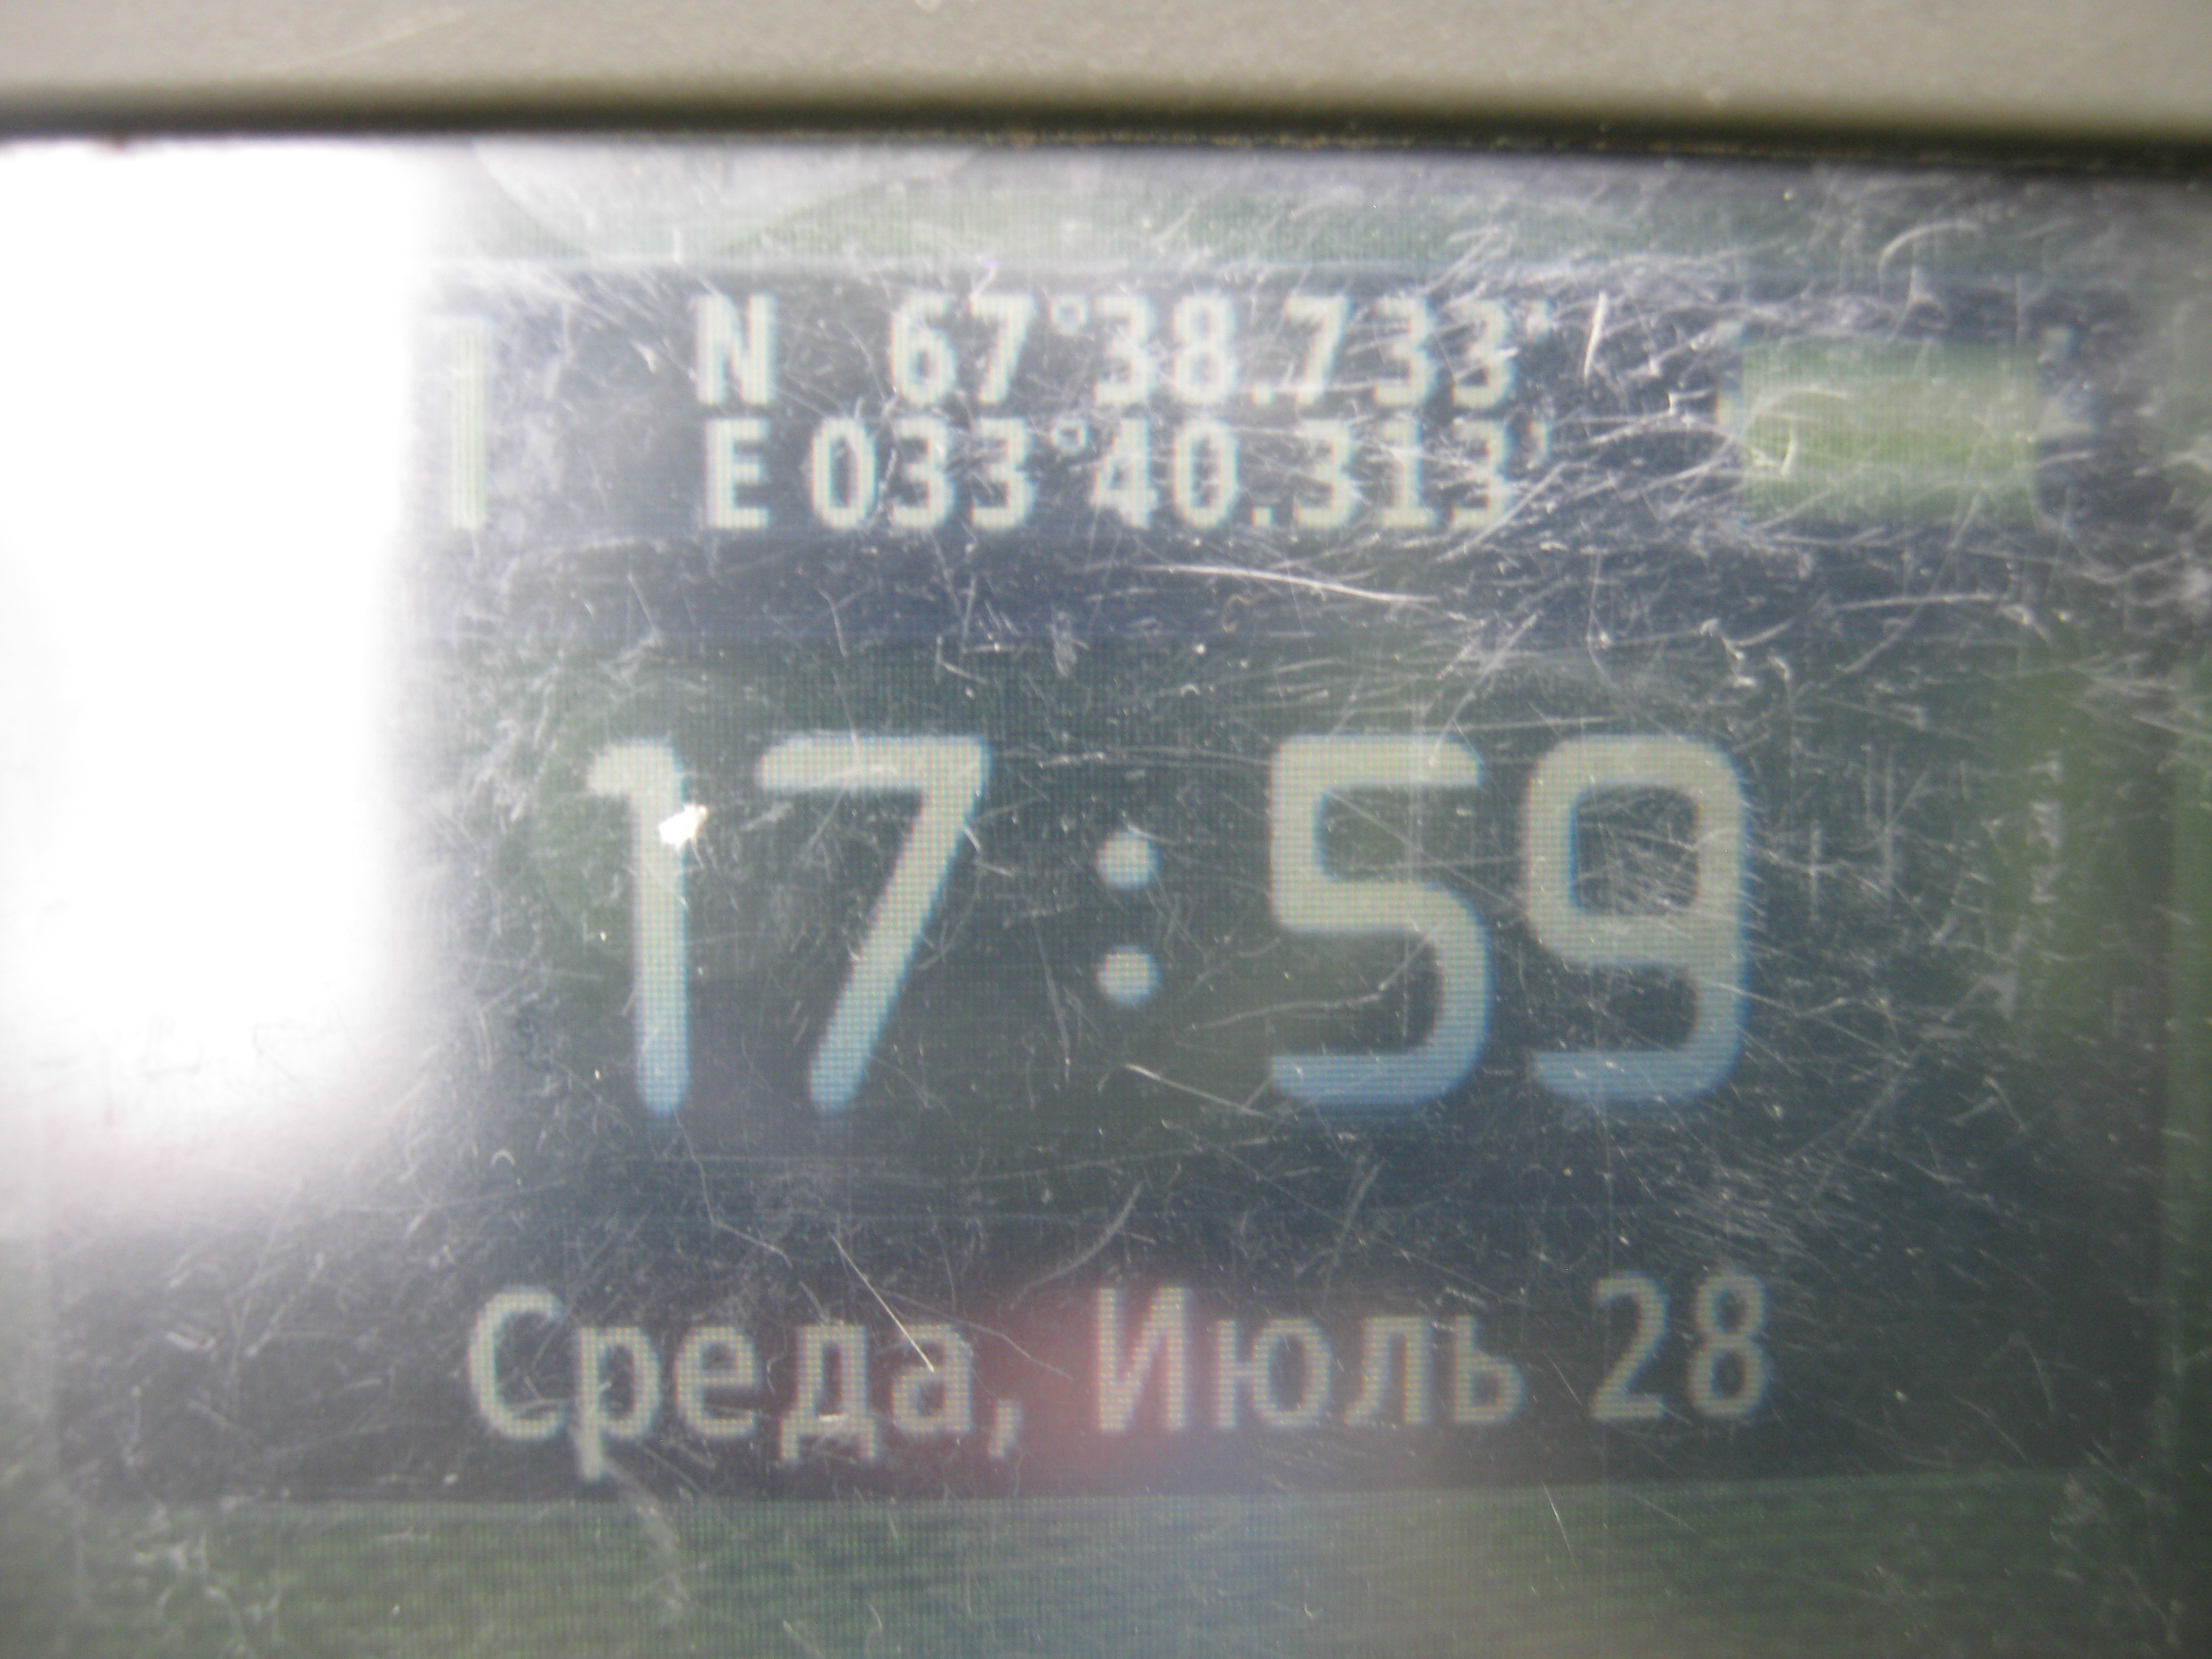 N 67°38.733'
E 033°40.313'
17:59
Среда, Июль 28